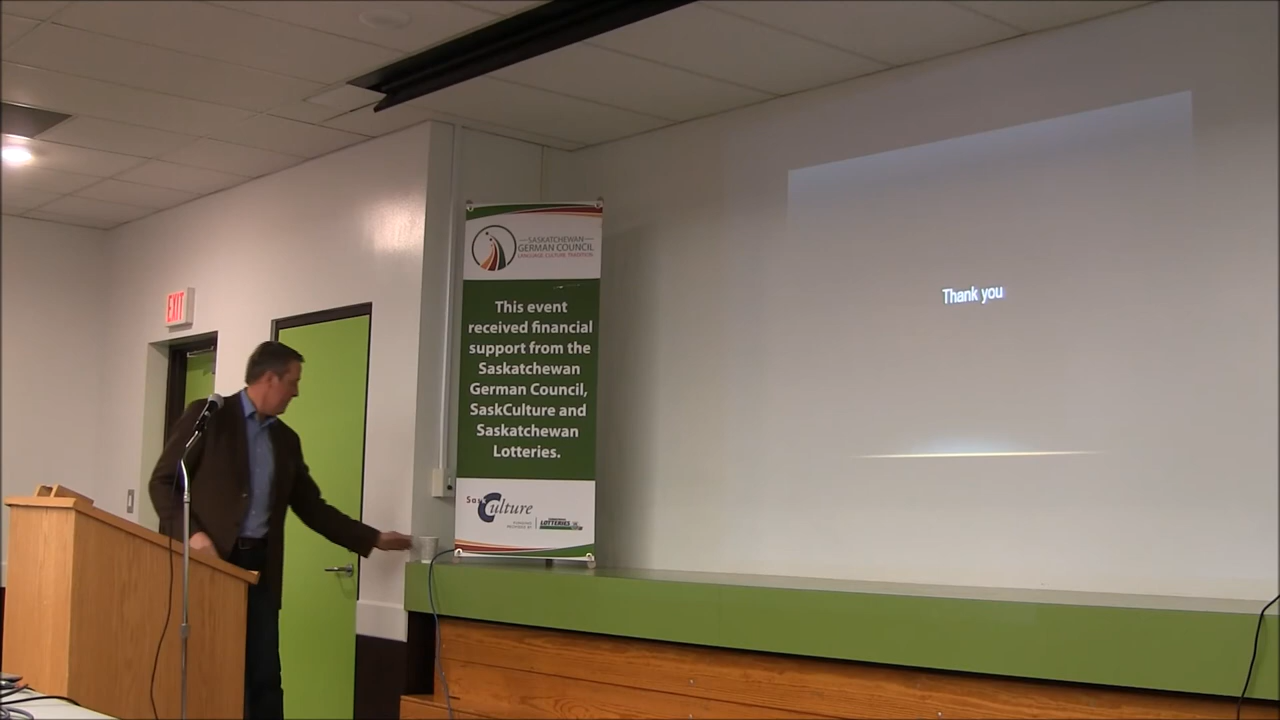 EXIT
SASKATCHEWAN
GERMAN COUNCIL
LANGUAGE CULTURE TRADITION
This event
received financial
support from the
Saskatchewan
German Council,
SaskCulture and
Saskatchewan
Lotteries.
SaskCulture
LOTTERIES
Thank you